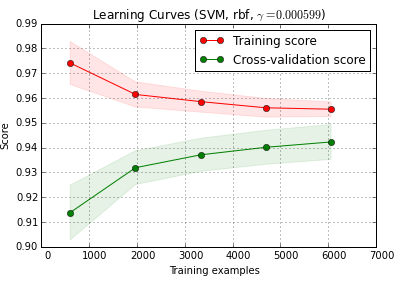 Learning Curves (SVM, rbf, γ=0.000599)
0.99
0.98
0.97
0.96
0.95
0.94
0.93
0.92
0.91
0.90
Score
Training score
Cross-validation score
0 1000 2000 3000 4000 5000 6000 7000
Training examples